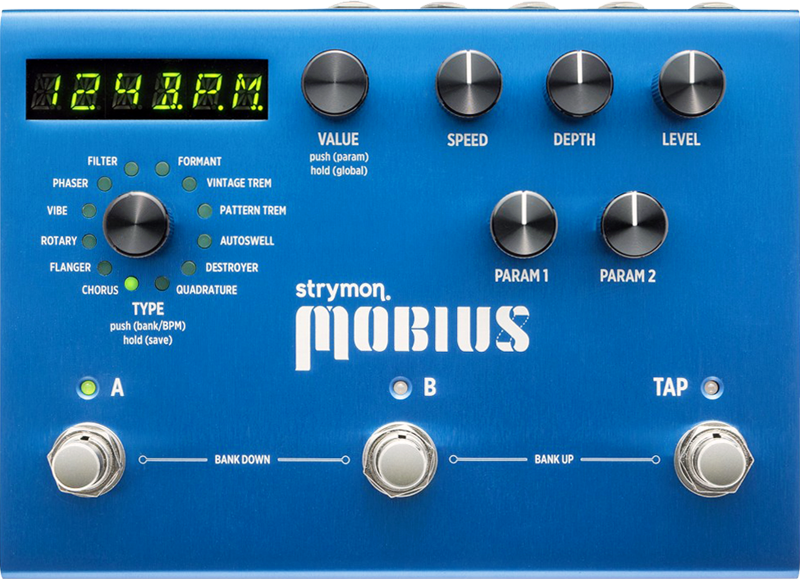 124B.P.M.
VALUE
push (param)
hold (global)
SPEED
DEPTH
LEVEL
FILTER
FORMANT
PHASER
VINTAGE TREM
VIBE
PATTERN TREM
ROTARY
AUTOSWELL
FLANGER
DESTROYER
CHORUS
QUADRATURE
TYPE
push (bank/BPM)
hold (save)
PARAM 1
PARAM 2
strymon.
MOBIUS
A
B
TAP
BANK DOWN
BANK UP